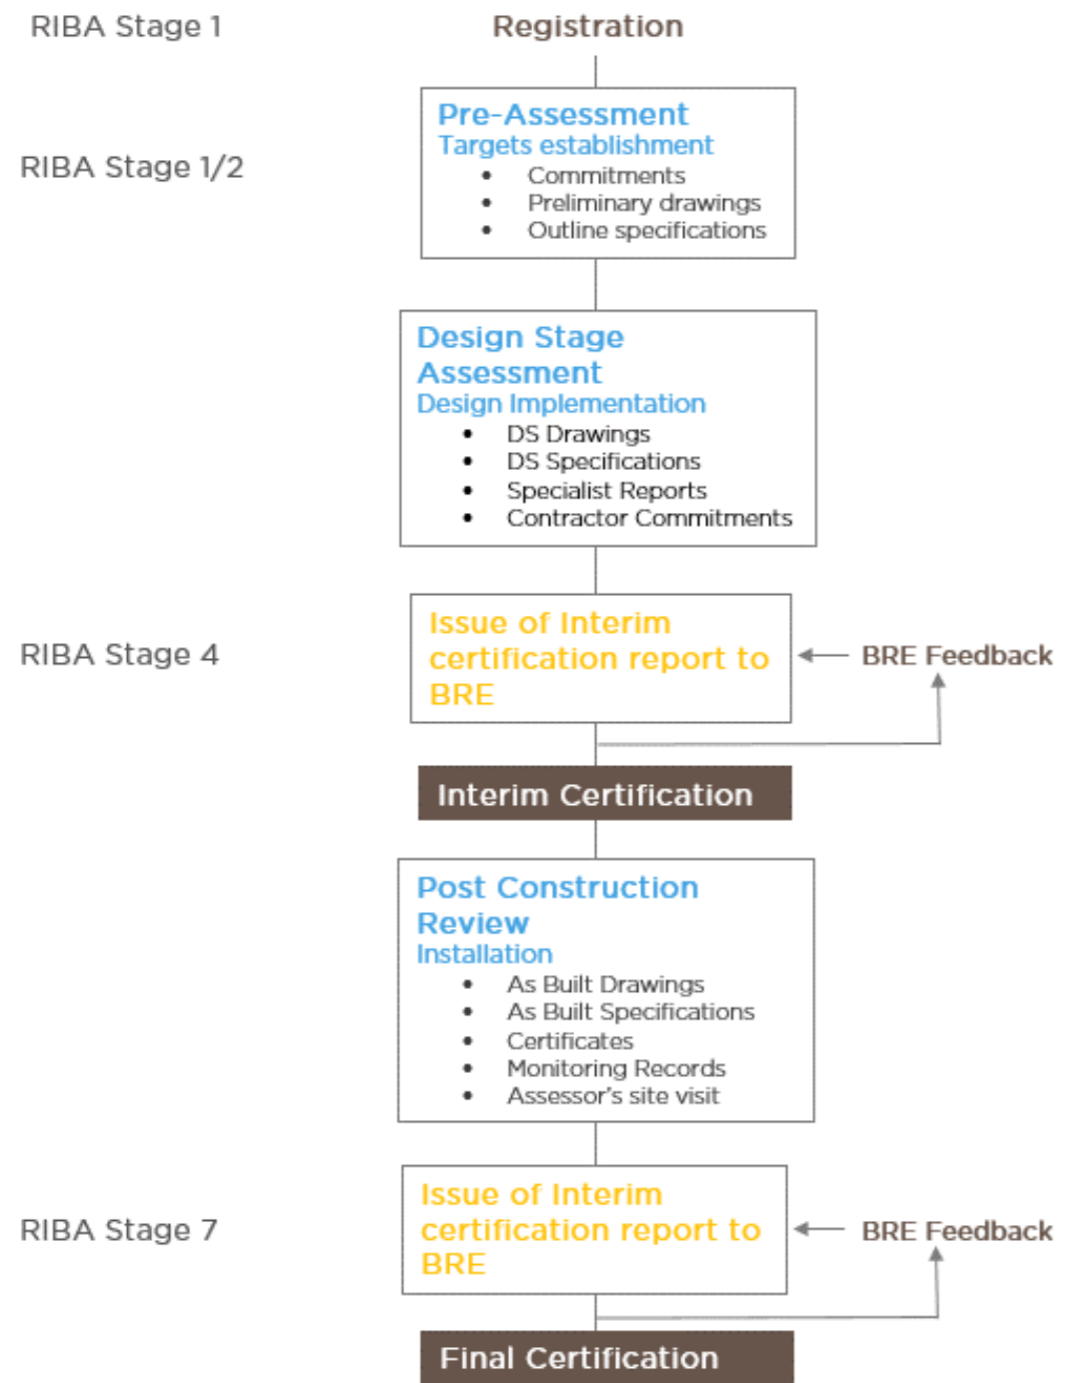 RIBA Stage 1
Registration
RIBA Stage 1/2
Pre-Assessment
Targets establishment
• Commitments
• Preliminary drawings
• Outline specifications
Design Stage
Assessment
Design Implementation
• DS Drawings
• DS Specifications
• Specialist Reports
• Contractor Commitments
RIBA Stage 4
Issue of Interim
certification report to
BRE
BRE Feedback
Interim Certification
Post Construction
Review
Installation
• As Built Drawings
• As Built Specifications
• Certificates
• Monitoring Records
• Assessor's site visit
RIBA Stage 7
Issue of Interim
certification report to
BRE
BRE Feedback
Final Certification